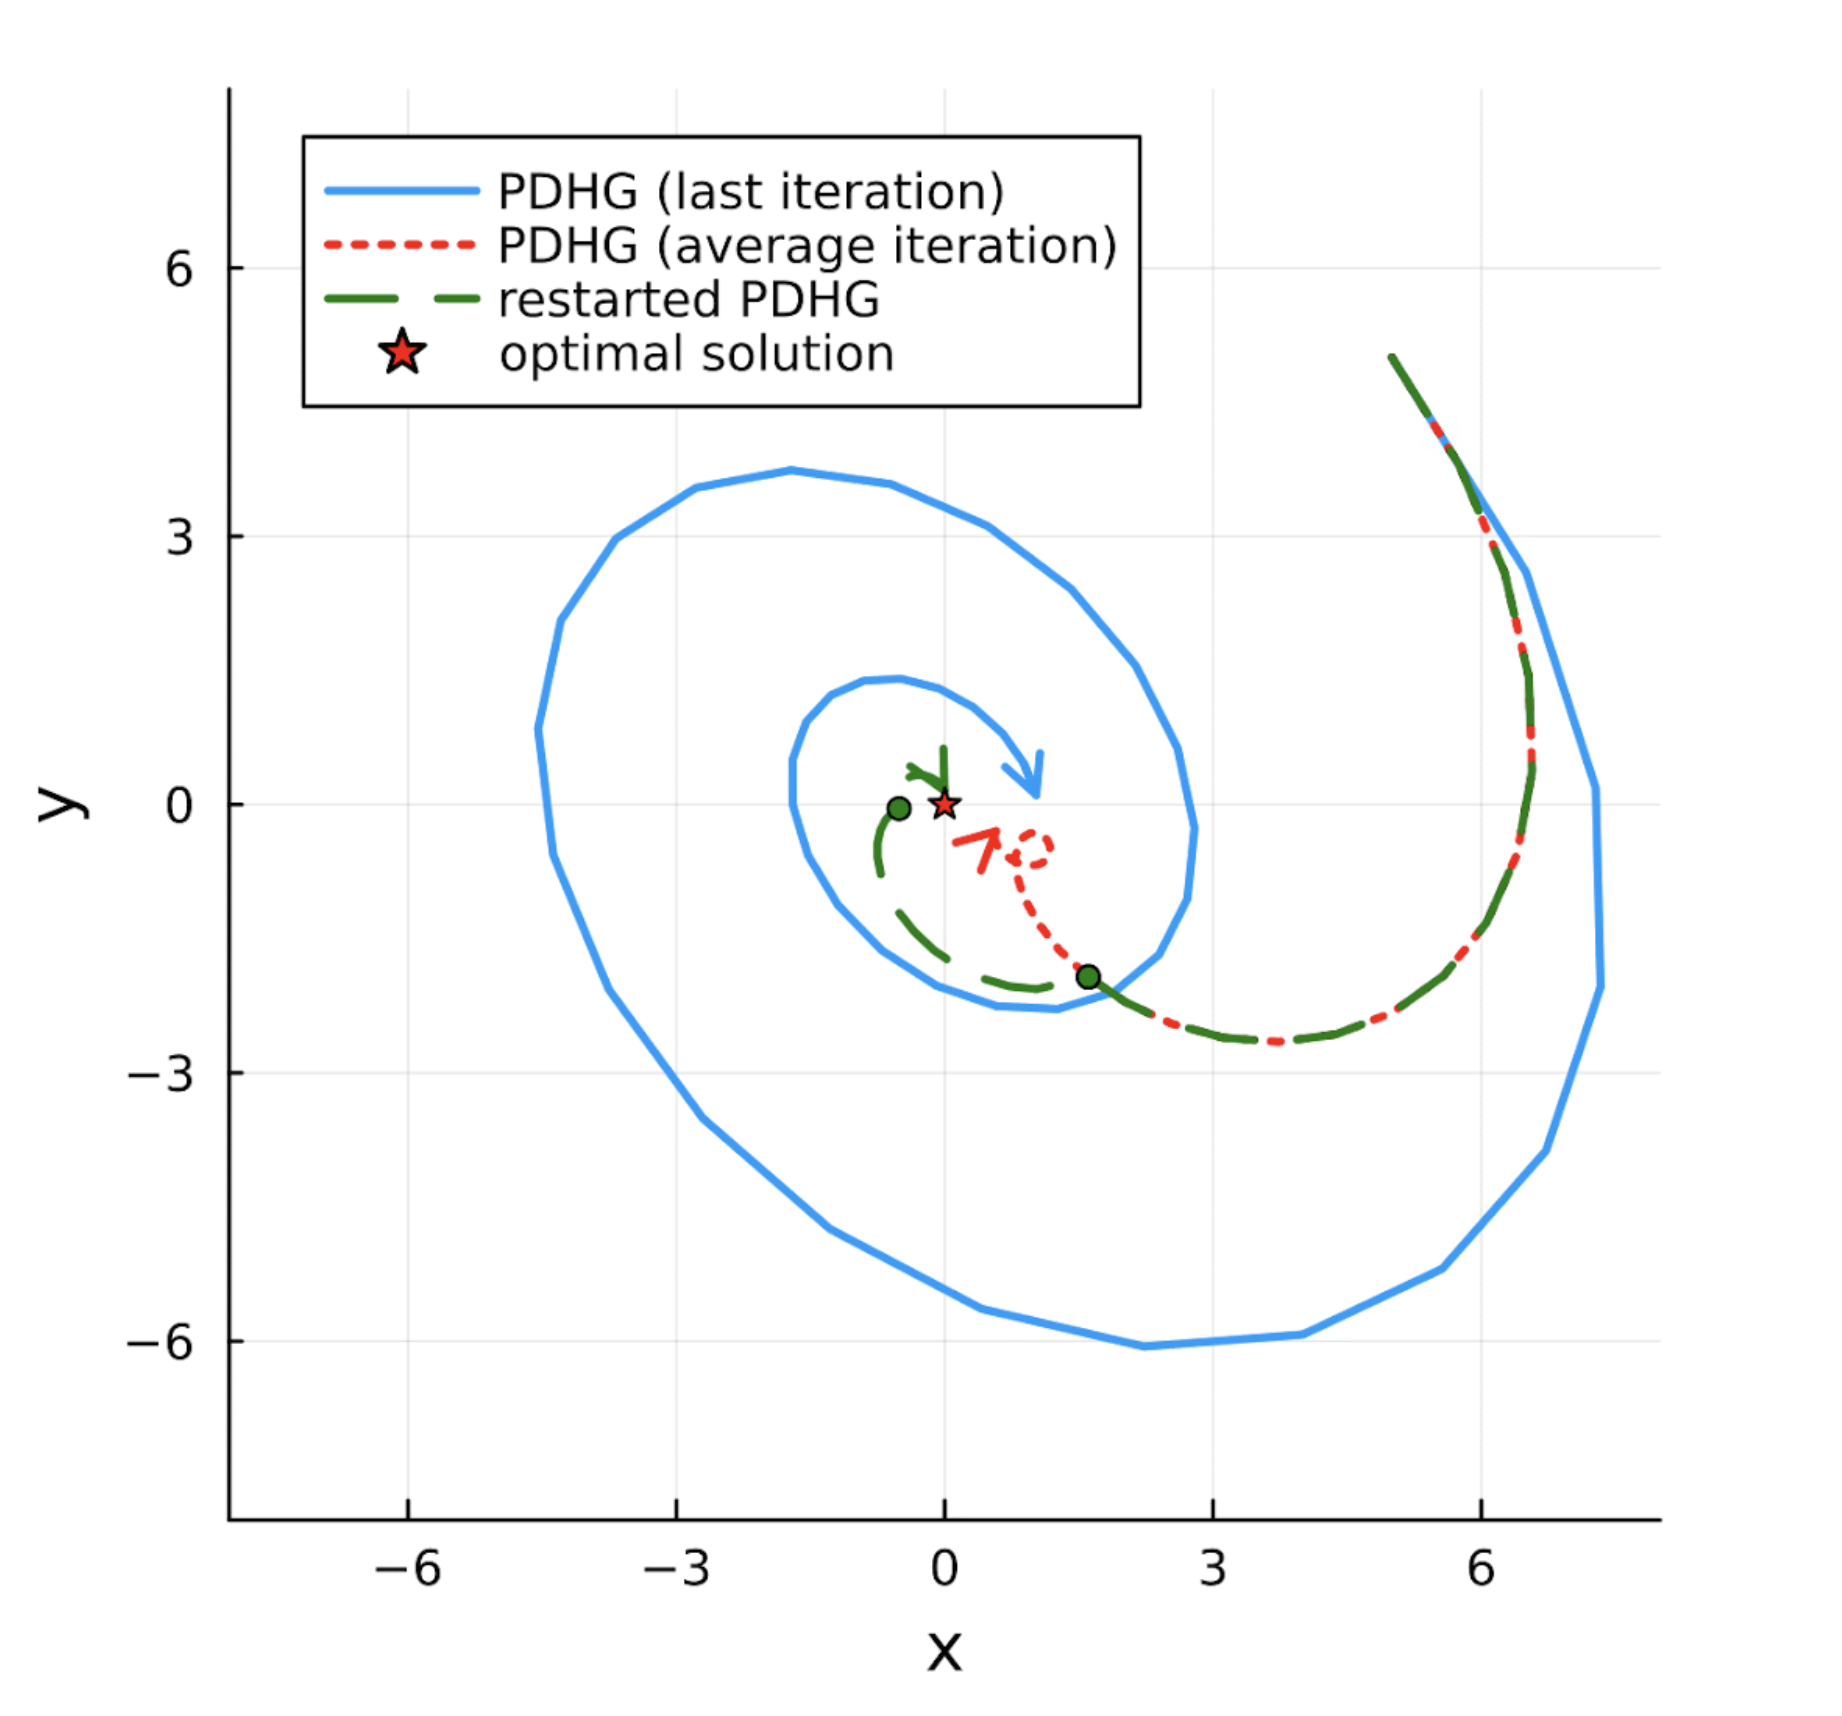 PDHG (last iteration)
PDHG (average iteration)
restarted PDHG
optimal solution
6
3
0
−3
−6
y
−6 −3 0 3 6
x